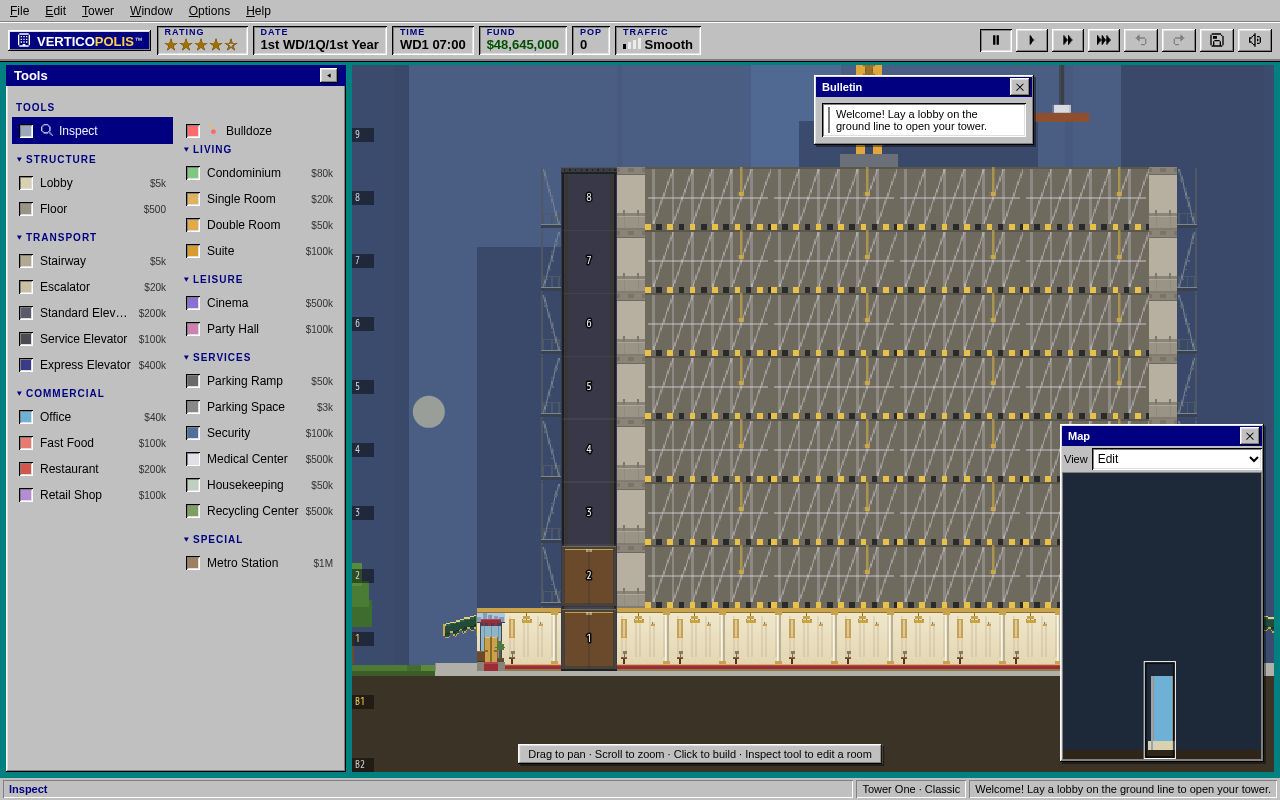 File Edit Tower Window Options Help
VERTICOPOLIS™
RATING
DATE
1st WD/1Q/1st Year
TIME
WD1 07:00
FUND
$48,645,000
POP
0
TRAFFIC
Smooth
Tools
TOOLS
Inspect
Bulldoze
STRUCTURE
Lobby $5k
Floor $500
TRANSPORT
Stairway $5k
Escalator $20k
Standard Elev… $200k
Service Elevator $100k
Express Elevator $400k
COMMERCIAL
Office $40k
Fast Food $100k
Restaurant $200k
Retail Shop $100k
LIVING
Condominium $80k
Single Room $20k
Double Room $50k
Suite $100k
LEISURE
Cinema $500k
Party Hall $100k
SERVICES
Parking Ramp $50k
Parking Space $3k
Security $100k
Medical Center $500k
Housekeeping $50k
Recycling Center $500k
SPECIAL
Metro Station $1M
9
8
7
6
5
4
3
2
1
B1
B2
8
7
6
5
4
3
2
1
Bulletin
Welcome! Lay a lobby on the
ground line to open your tower.
Map
View Edit
Drag to pan · Scroll to zoom · Click to build · Inspect tool to edit a room
Inspect
Tower One · Classic
Welcome! Lay a lobby on the ground line to open your tower.